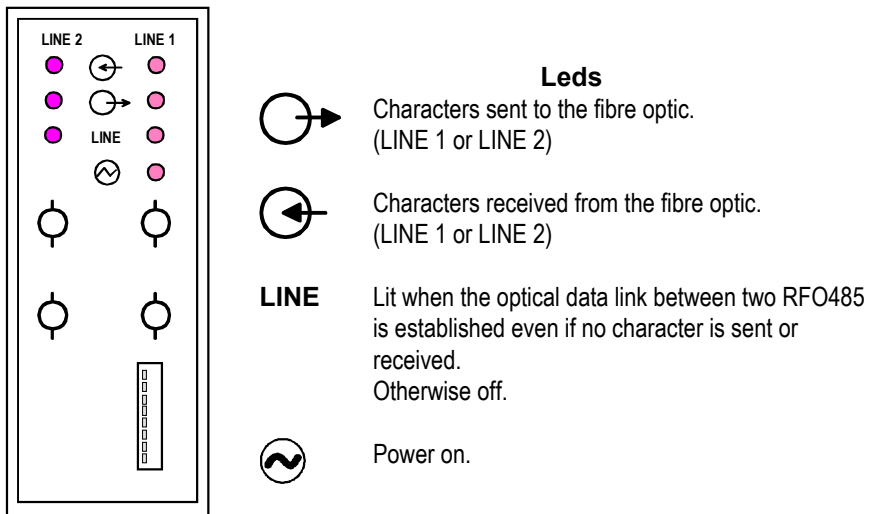 LINE 2 LINE 1
LINE
Leds
Characters sent to the fibre optic.
(LINE 1 or LINE 2)
Characters received from the fibre optic.
(LINE 1 or LINE 2)
LINE Lit when the optical data link between two RFO485
is established even if no character is sent or
received.
Otherwise off.
Power on.